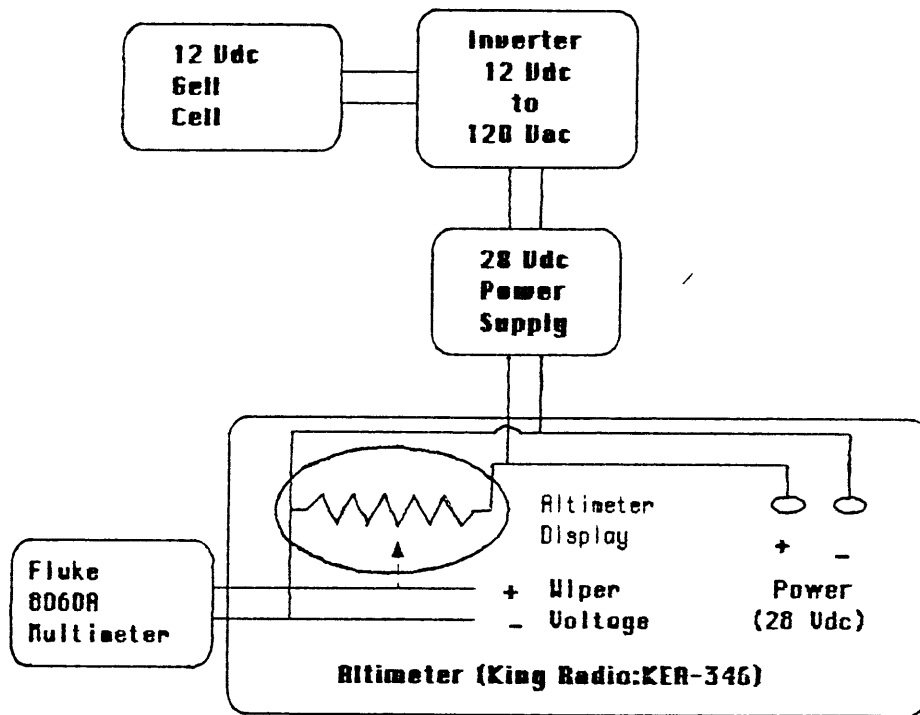 12 Vdc
Gell
Cell
Inverter
12 Vdc
to
120 Vac
28 Vdc
Power
Supply
Altimeter
Display
+ -
Fluke
8060A
Multimeter
+ Wiper
- Voltage
Power
(28 Vdc)
Altimeter (King Radio:KEA-346)